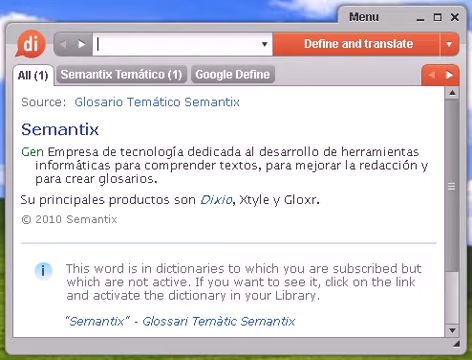 Menu
di
Define and translate
All (1) Semantix Temático (1) Google Define
Source: Glosario Temático Semantix
Semantix
Gen Empresa de tecnología dedicada al desarrollo de herramientas
informáticas para comprender textos, para mejorar la redacción y
para crear glosarios.
Su principales productos son Dixio, Xtyle y Gloxr.
© 2010 Semantix
i
This word is in dictionaries to which you are subscribed but
which are not active. If you want to see it, click on the link
and activate the dictionary in your Library.
"Semantix" - Glossari Temàtic Semantix